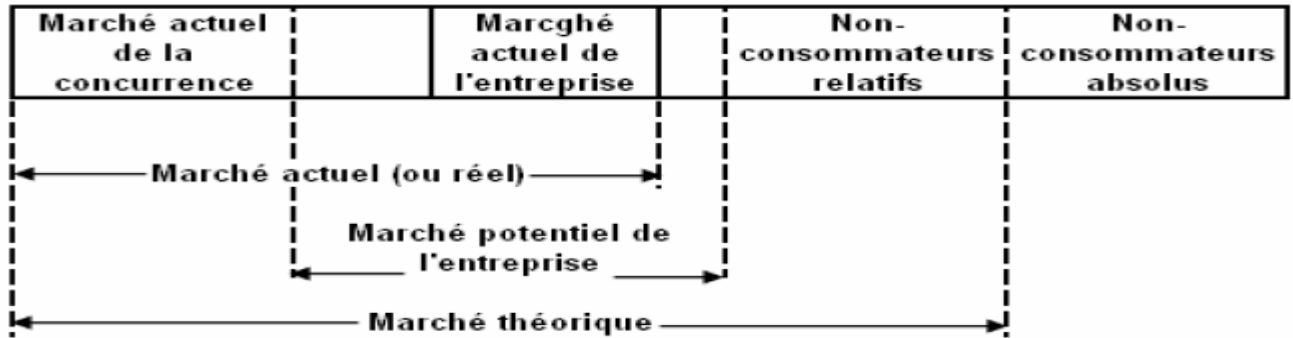 Marché actuel
de la
concurrence
Marcghé
actuel de
l'entreprise
Non-
consommateurs
relatifs
Non-
consommateurs
absolus
Marché actuel (ou réel)
Marché potentiel de
l'entreprise
Marché théorique